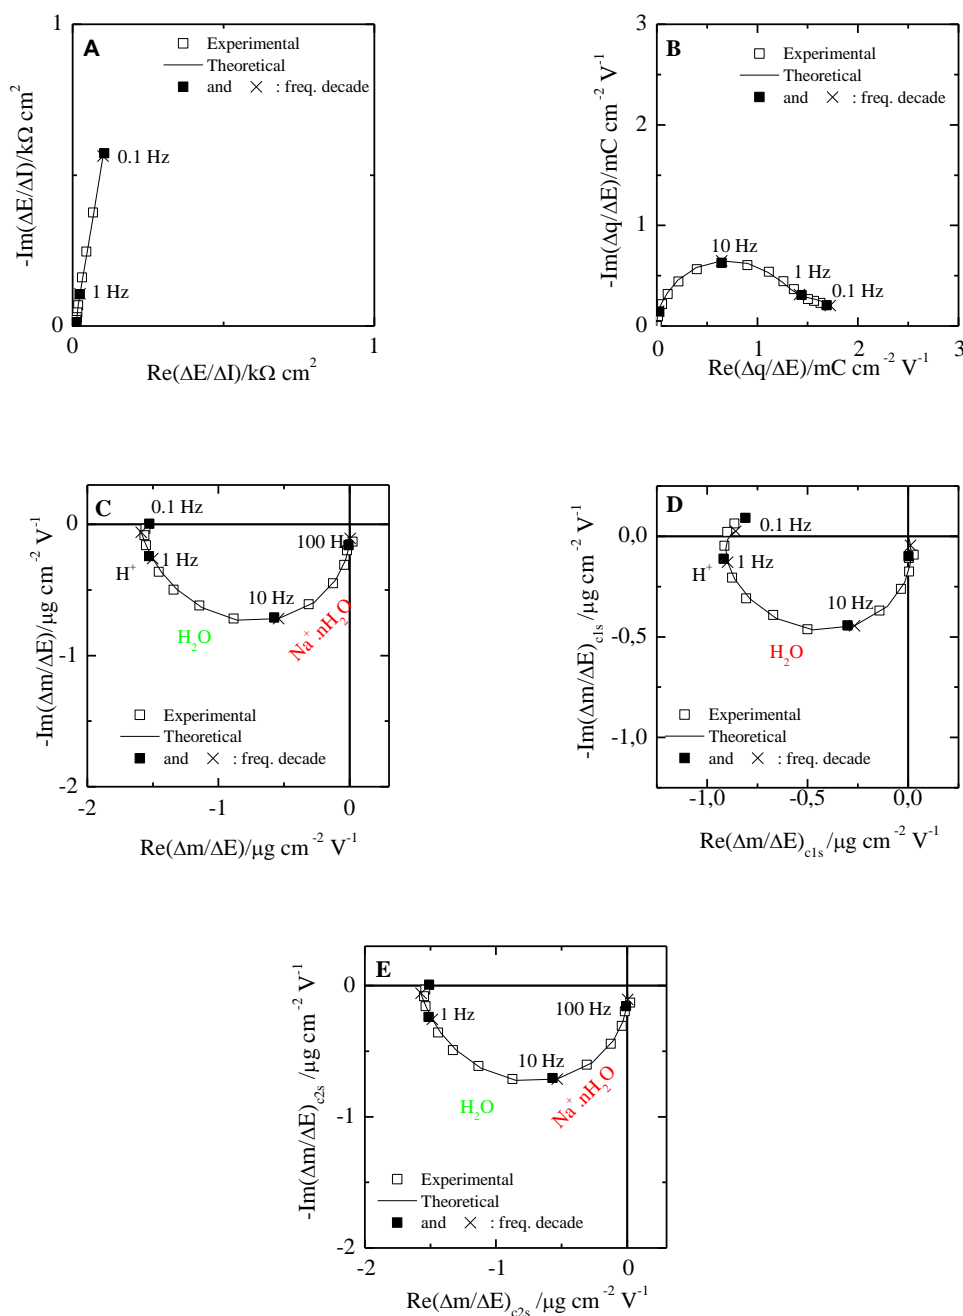 A
1
□ Experimental
— Theoretical
■ and × : freq. decade
0.1 Hz
1 Hz
-Im(ΔE/ΔI)/kΩ cm²
0
0
1
Re(ΔE/ΔI)/kΩ cm²
B
3
□ Experimental
— Theoretical
■ and × : freq. decade
2
1
10 Hz
1 Hz
0.1 Hz
-Im(Δq/ΔE)/mC cm⁻² V⁻¹
0
0
1
2
3
Re(Δq/ΔE)/mC cm⁻² V⁻¹
C
0.1 Hz
0
100 H
1 Hz
H⁺
10 Hz
H₂O
Na⁺.nH₂O
-1
-Im(Δm/ΔE)/µg cm⁻² V⁻¹
□ Experimental
— Theoretical
■ and × : freq. decade
-2
-2
-1
0
Re(Δm/ΔE)/µg cm⁻² V⁻¹
D
0.1 Hz
0,0
1 Hz
H⁺
10 Hz
-0,5
H₂O
-Im(Δm/ΔE)c1s /µg cm⁻² V⁻¹
□ Experimental
— Theoretical
-1,0
■ and × : freq. decade
-1,0
-0,5
0,0
Re(Δm/ΔE)c1s /µg cm⁻² V⁻¹
E
0
1 Hz
100 Hz
10 Hz
H₂O
Na⁺.nH₂O
-1
-Im(Δm/ΔE)c2s /µg cm⁻² V⁻¹
□ Experimental
— Theoretical
■ and × : freq. decade
-2
-2
-1
0
Re(Δm/ΔE)c2s /µg cm⁻² V⁻¹